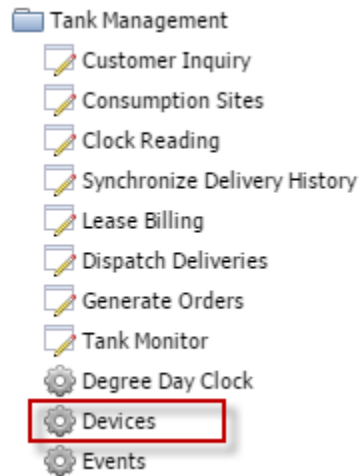 Tank Management
Customer Inquiry
Consumption Sites
Clock Reading
Synchronize Delivery History
Lease Billing
Dispatch Deliveries
Generate Orders
Tank Monitor
Degree Day Clock
Devices
Events